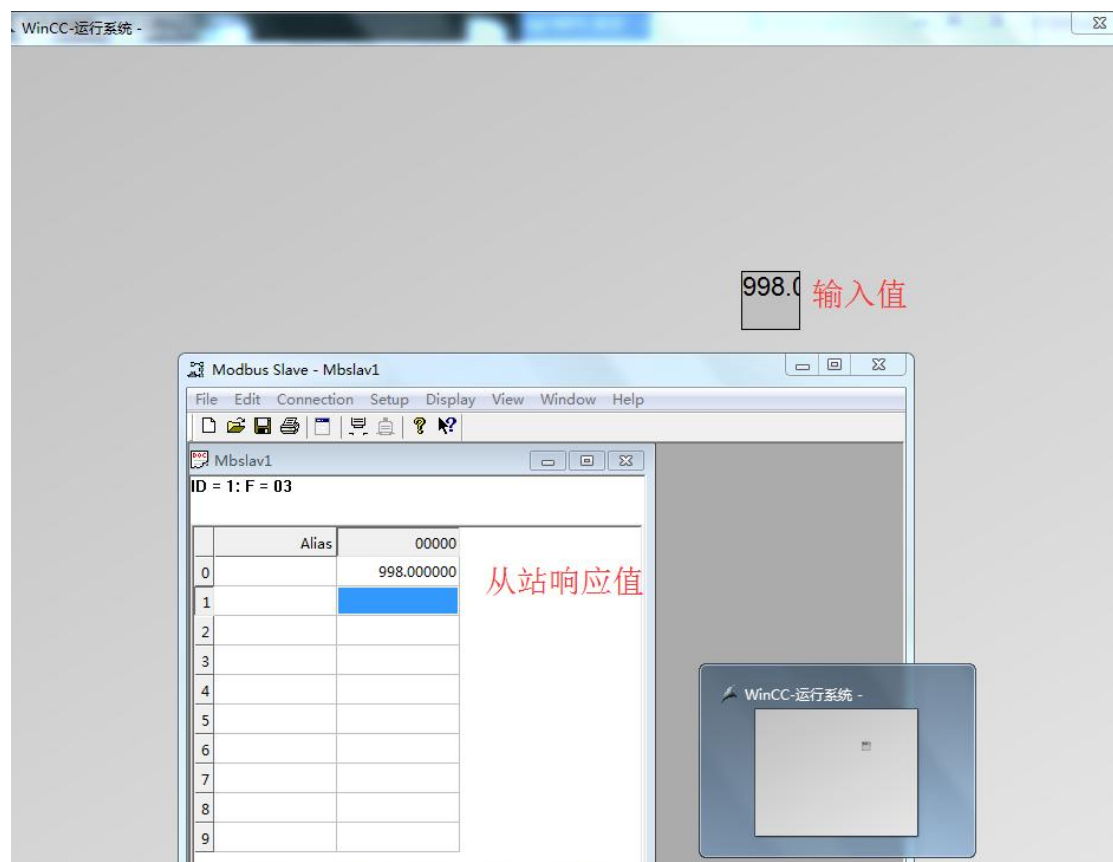 WinCC-运行系统 -
998.0
输入值
Modbus Slave - Mbslav1
File Edit Connection Setup Display View Window Help
Mbslav1
ID = 1: F = 03
Alias 00000
0 998.000000
从站响应值
1
2
3
4
WinCC-运行系统 -
5
6
7
8
9